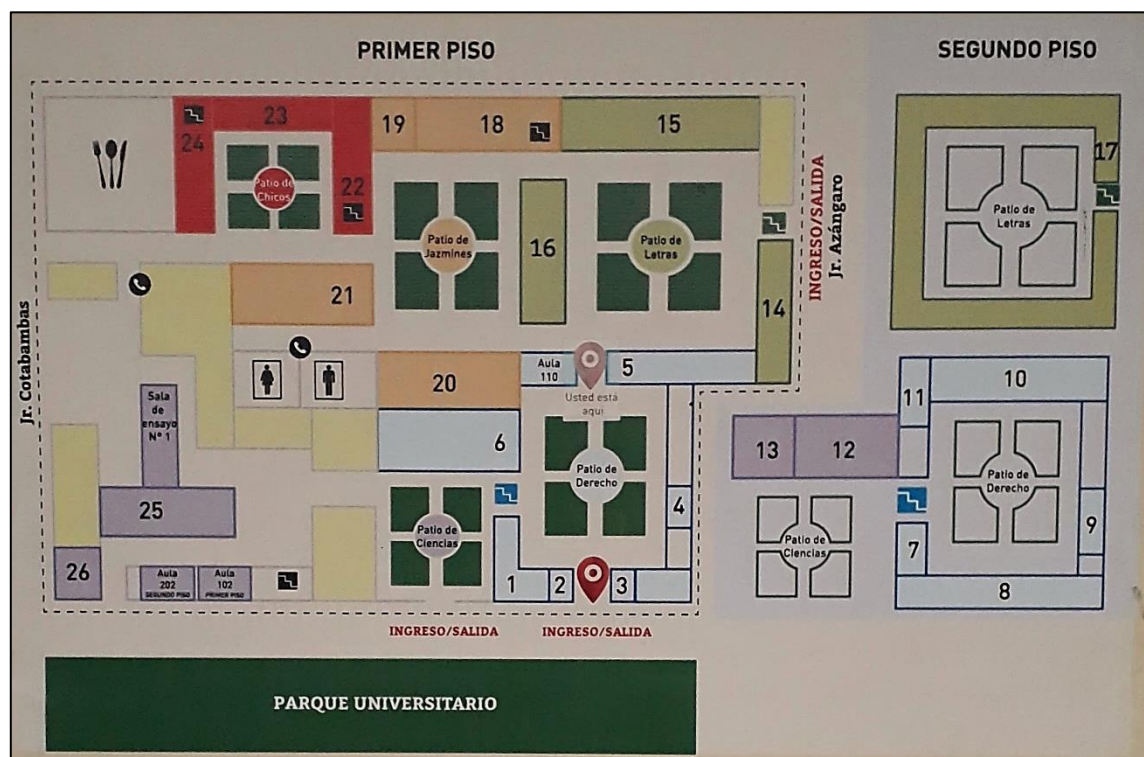 PRIMER PISO
SEGUNDO PISO
23
24
22
19
18
15
17
Patio de
Chicos
Patio de
Jazmines
16
Patio de
Letras
Patio de
Letras
INGRESO/SALIDA
Jr. Azángaro
Jr. Cotabambas
21
14
20
Aula
110
5
Usted está
aquí
Sala
de
ensayo
Nº 1
6
Patio de
Derecho
4
25
Patio de
Ciencias
26
Aula
202
SEGUNDO PISO
Aula
102
PRIMER PISO
1
2
3
11
10
13
12
Patio de
Derecho
Patio de
Ciencias
9
7
8
INGRESO/SALIDA
INGRESO/SALIDA
PARQUE UNIVERSITARIO